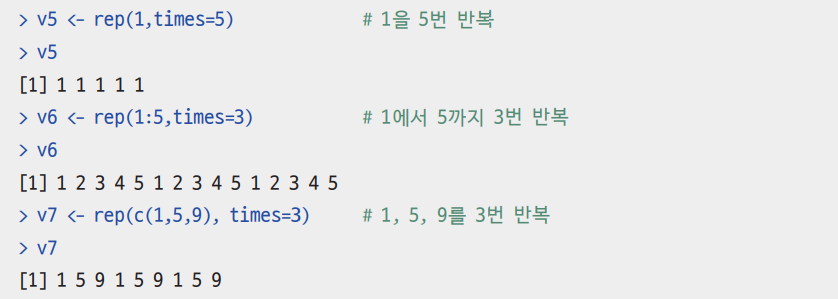 > v5 <- rep(1,times=5) # 1을 5번 반복
> v5
[1] 1 1 1 1 1
> v6 <- rep(1:5,times=3) # 1에서 5까지 3번 반복
> v6
[1] 1 2 3 4 5 1 2 3 4 5 1 2 3 4 5
> v7 <- rep(c(1,5,9), times=3) # 1, 5, 9를 3번 반복
> v7
[1] 1 5 9 1 5 9 1 5 9